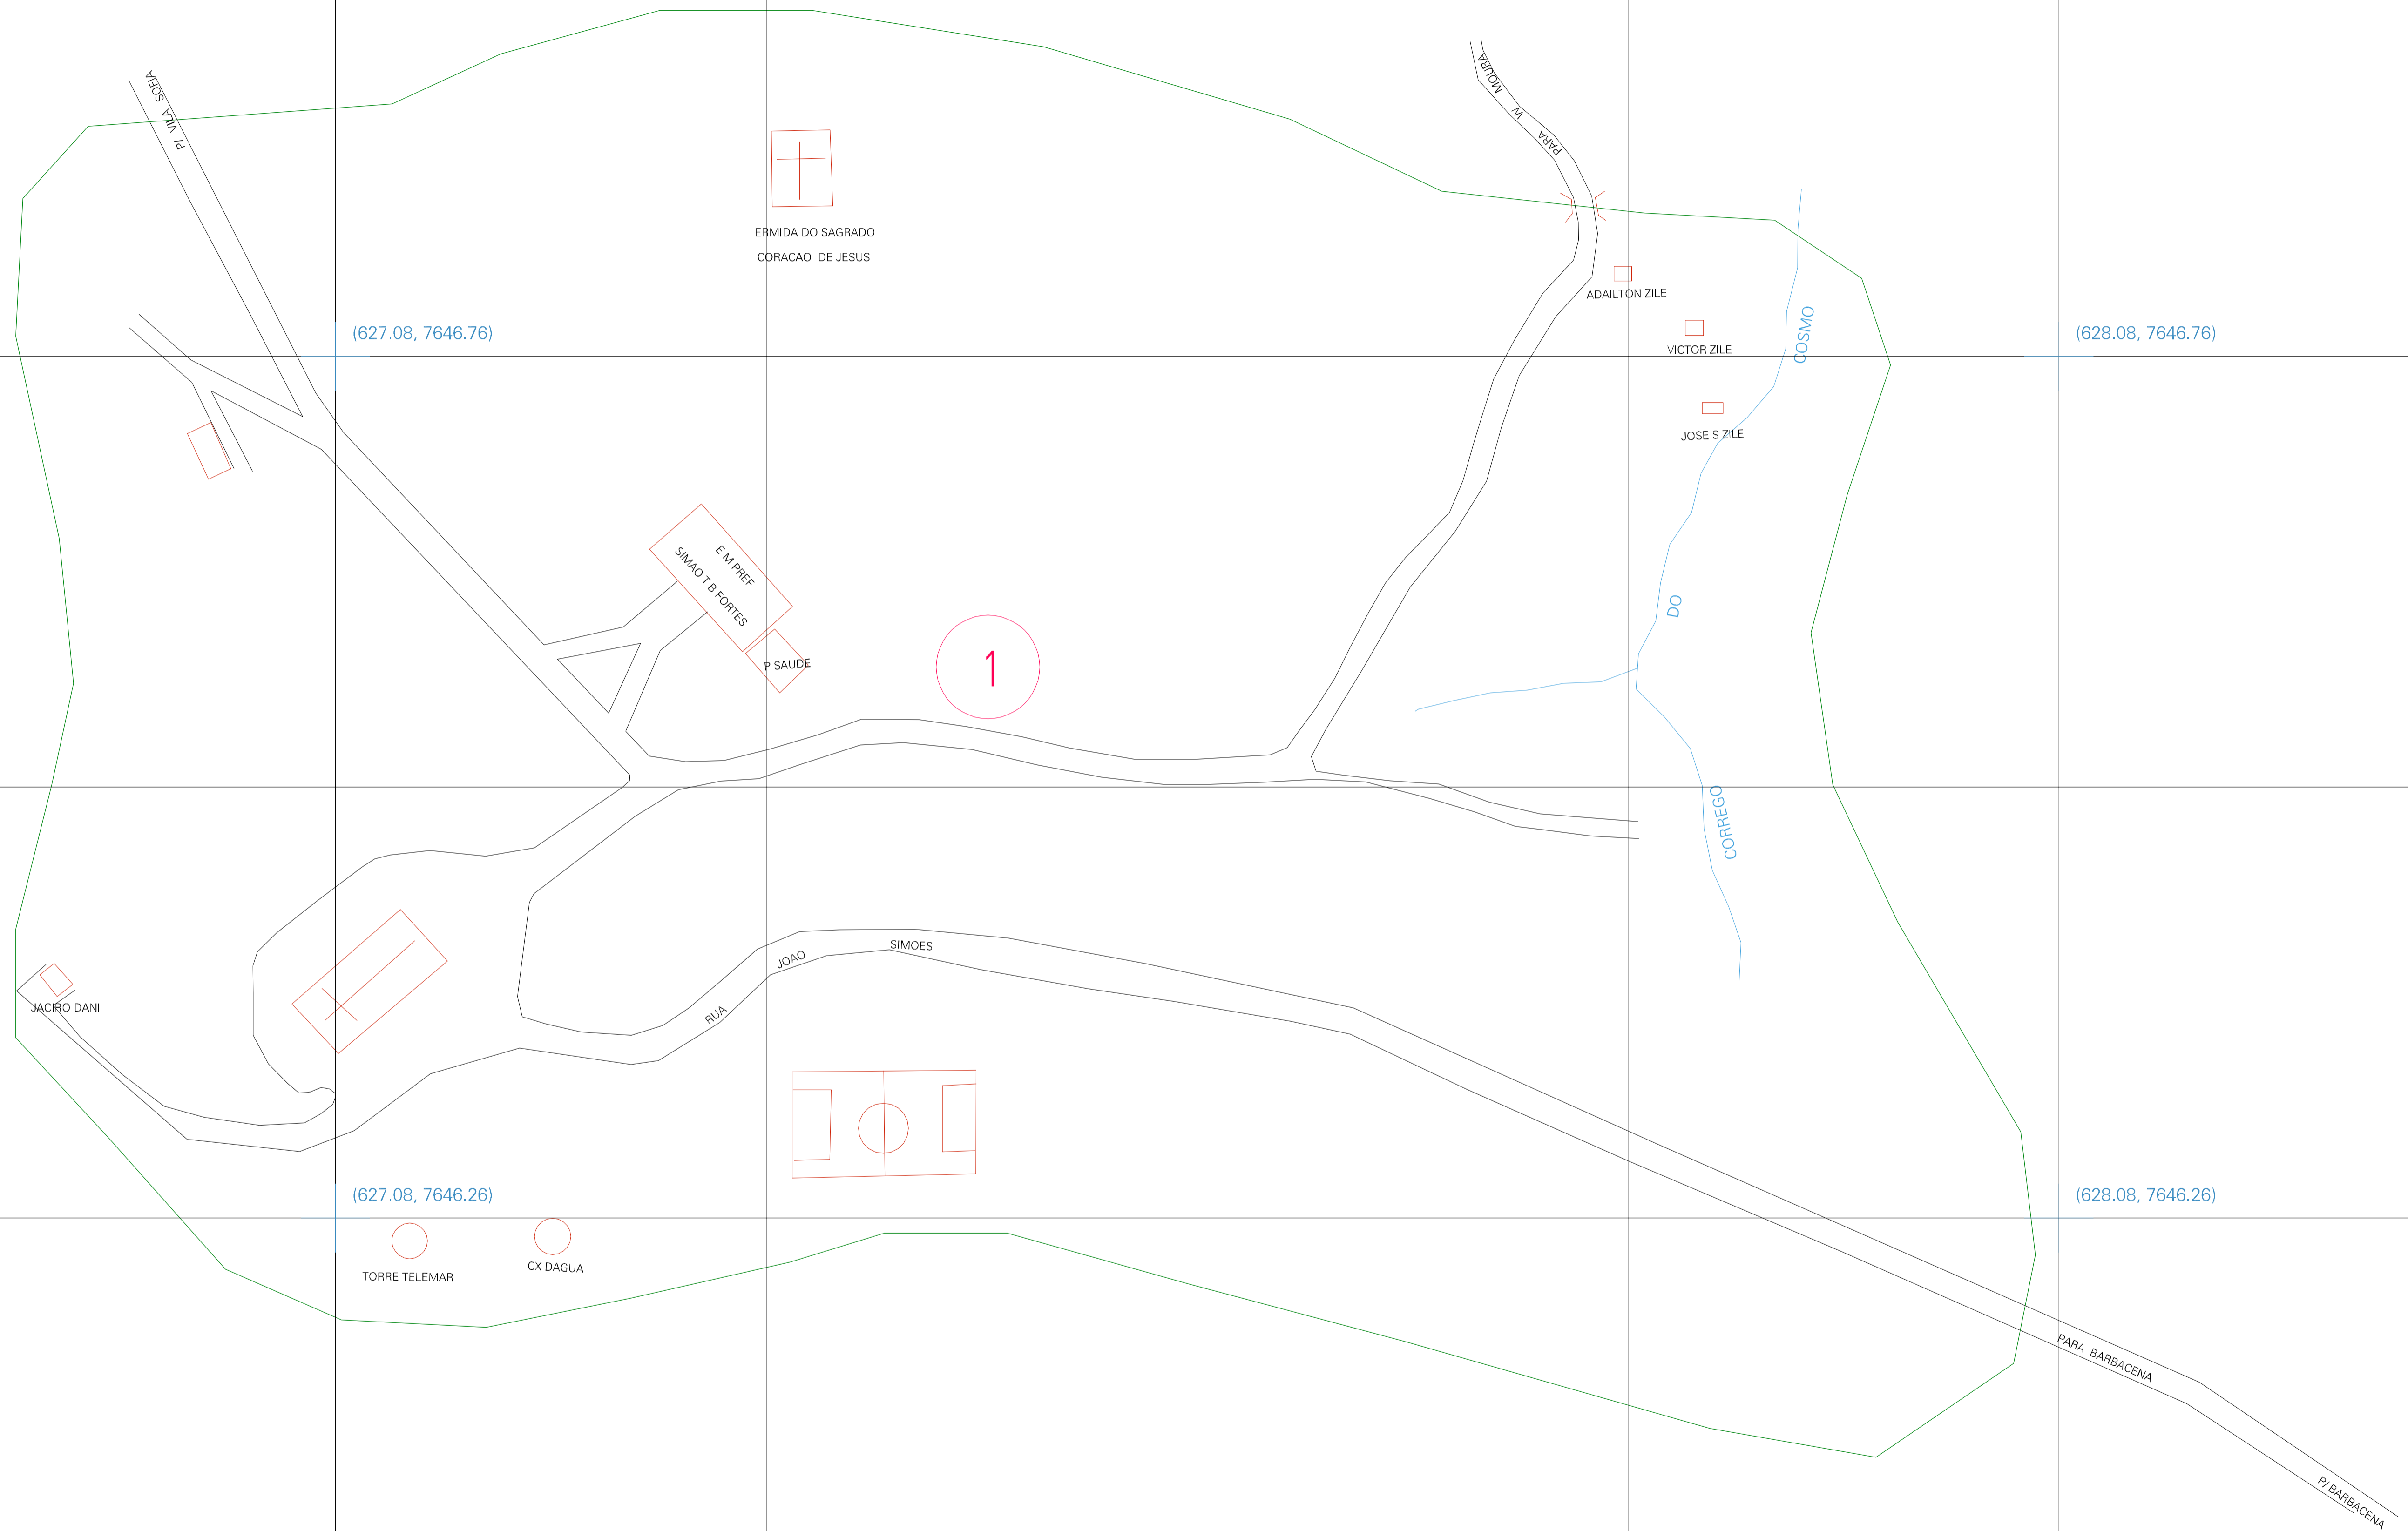 P/ VILA SOFIA
PARA W MOURA
ERMIDA DO SAGRADO
CORACAO DE JESUS
ADAILTON ZILE
(627.08, 7646.76)
(628.08, 7646.76)
VICTOR ZILE
JOSE S ZILE
E M PREF
SIMAO T B FORTES
P SAUDE
1
CORREGO DO COSMO
RUA JOAO SIMOES
JACIRO DANI
(627.08, 7646.26)
(628.08, 7646.26)
TORRE TELEMAR
CX DAGUA
PARA BARBACENA
P/ BARBACENA